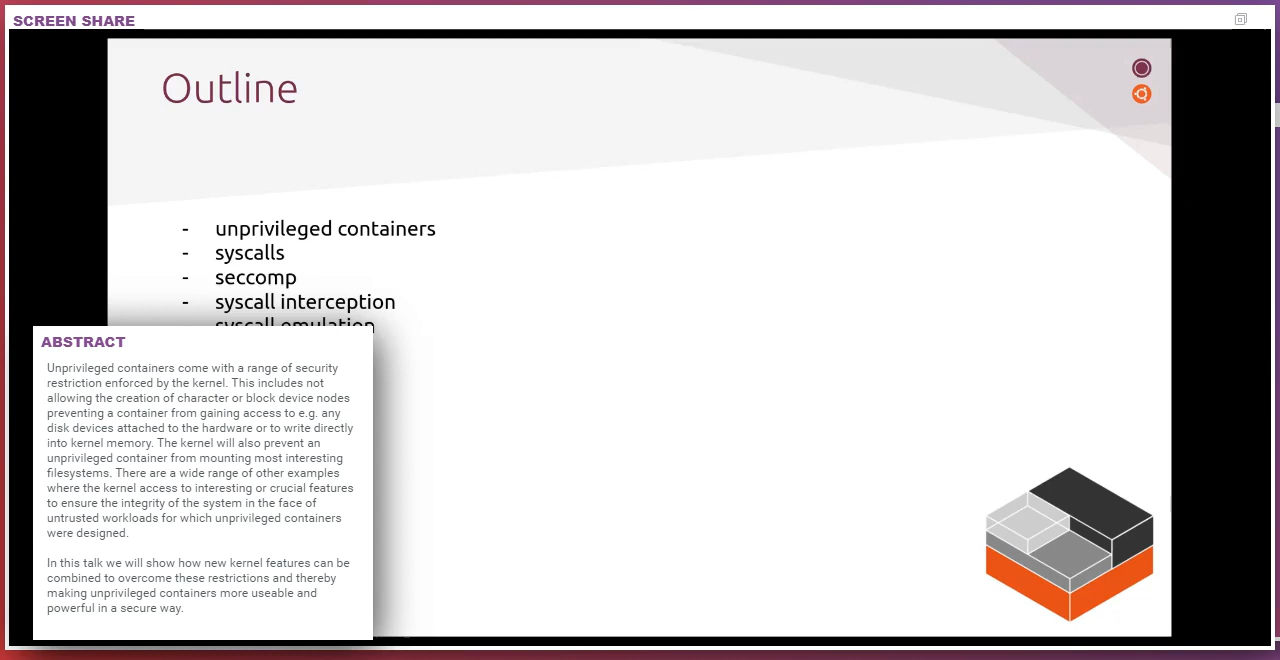 SCREEN SHARE
Outline
- unprivileged containers
- syscalls
- seccomp
- syscall interception
syscall emulation
ABSTRACT
Unprivileged containers come with a range of security
restriction enforced by the kernel. This includes not
allowing the creation of character or block device nodes
preventing a container from gaining access to e.g. any
disk devices attached to the hardware or to write directly
into kernel memory. The kernel will also prevent an
unprivileged container from mounting most interesting
filesystems. There are a wide range of other examples
where the kernel access to interesting or crucial features
to ensure the integrity of the system in the face of
untrusted workloads for which unprivileged containers
were designed.
In this talk we will show how new kernel features can be
combined to overcome these restrictions and thereby
making unprivileged containers more useable and
powerful in a secure way.